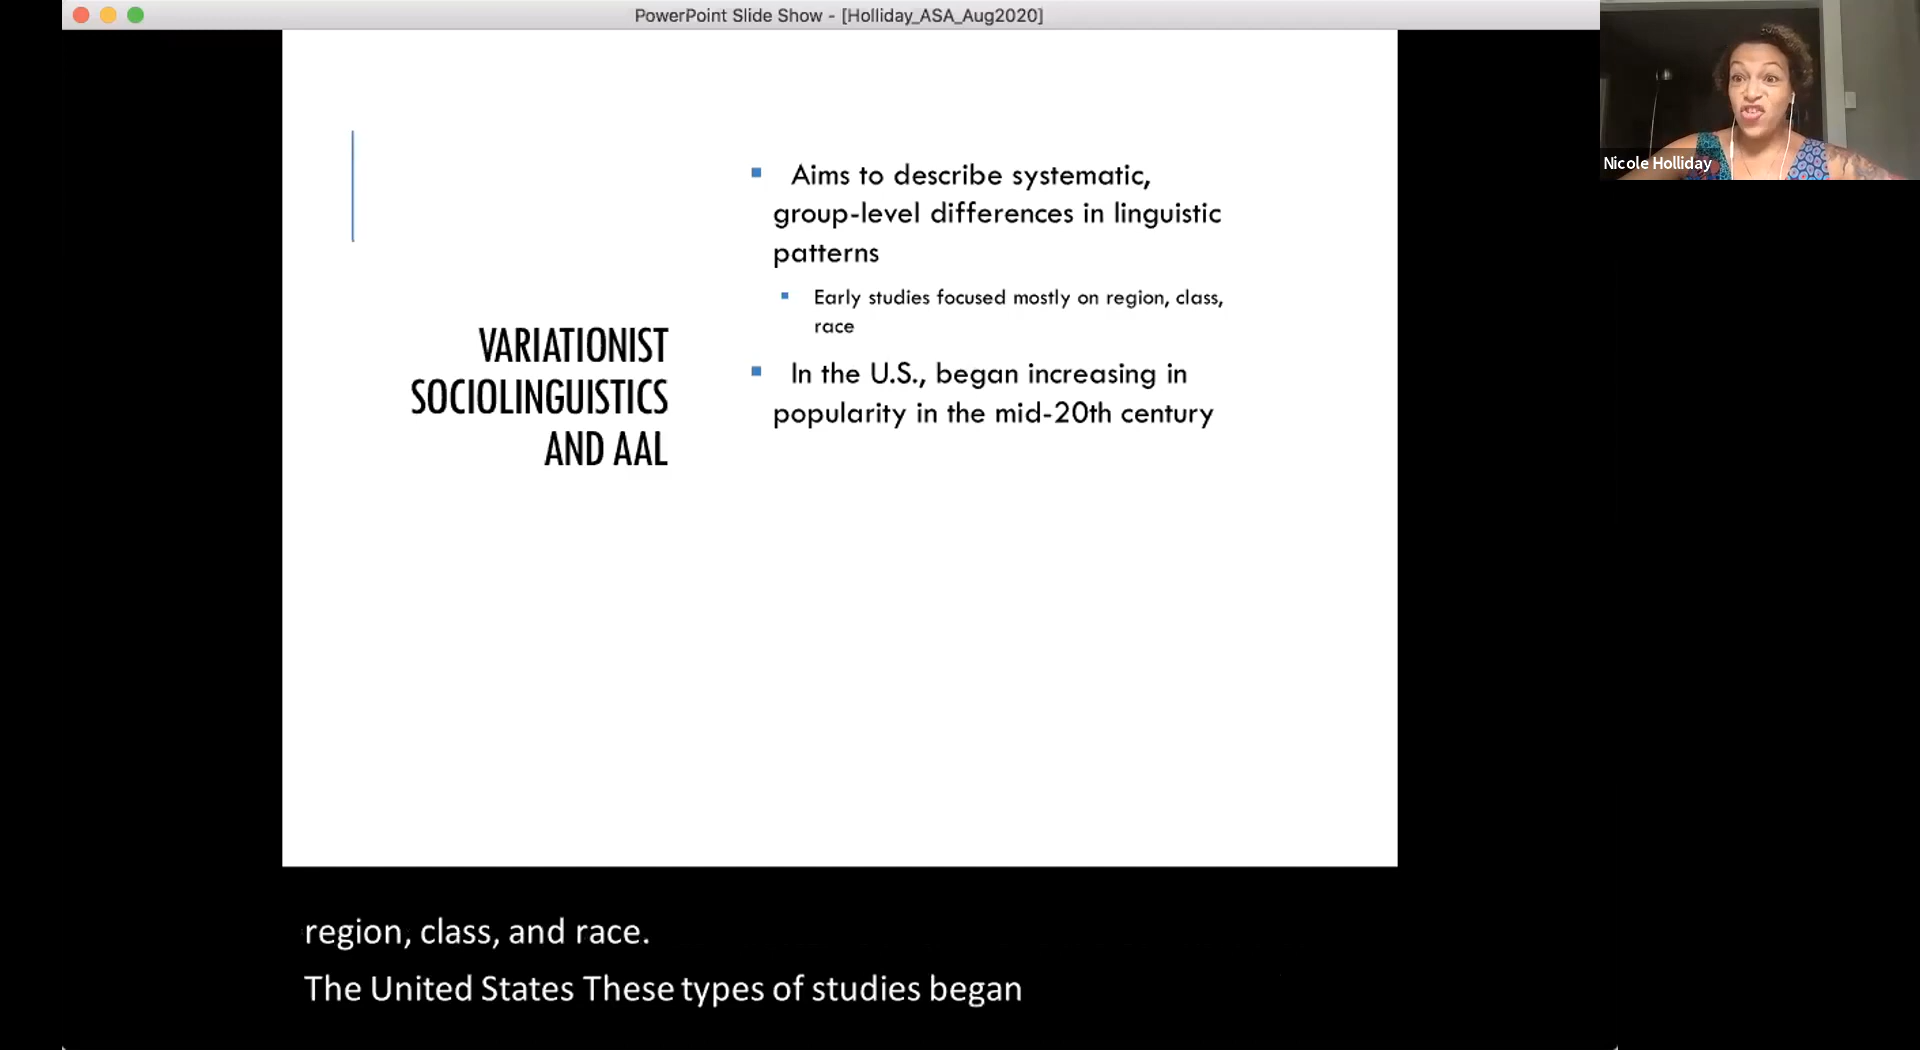 PowerPoint Slide Show - [Holliday_ASA_Aug2020]
Nicole Holliday
VARIATIONIST
SOCIOLINGUISTICS
AND AAL
Aims to describe systematic,
group-level differences in linguistic
patterns
Early studies focused mostly on region, class,
race
In the U.S., began increasing in
popularity in the mid-20th century
region, class, and race.
The United States These types of studies began